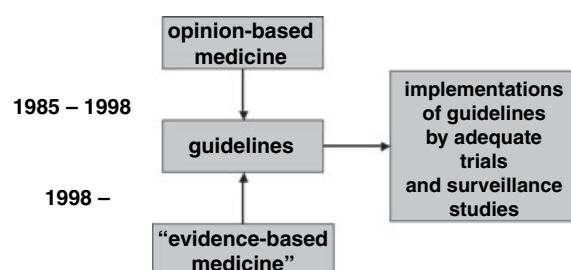 opinion-based
medicine
1985 – 1998
guidelines
implementations
of guidelines
by adequate
trials
and surveillance
studies
1998 –
“evidence-based
medicine”